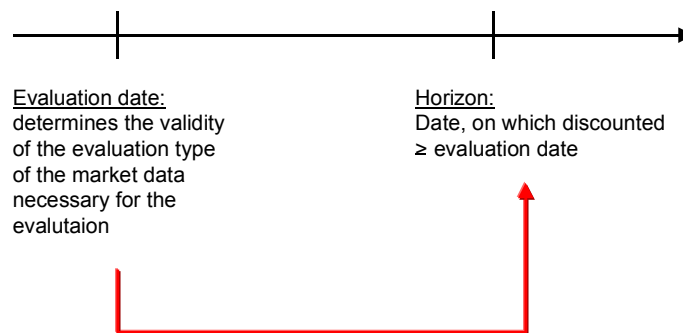 Evaluation date:
determines the validity
of the evaluation type
of the market data
necessary for the
evalutaion
Horizon:
Date, on which discounted
≥ evaluation date